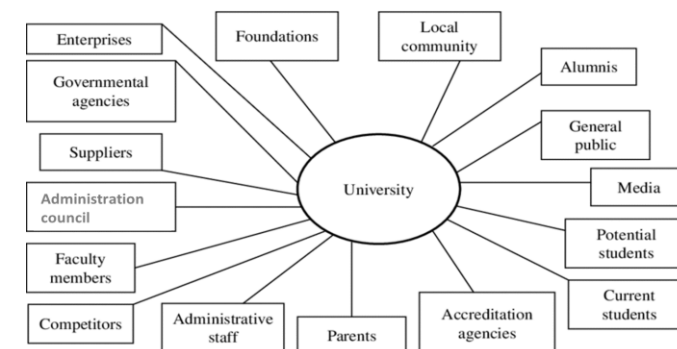 Enterprises
Foundations
Local
community
Alumnis
Governmental
agencies
General
public
Suppliers
University
Media
Administration
council
Potential
students
Faculty
members
Current
students
Competitors
Administrative
staff
Parents
Accreditation
agencies